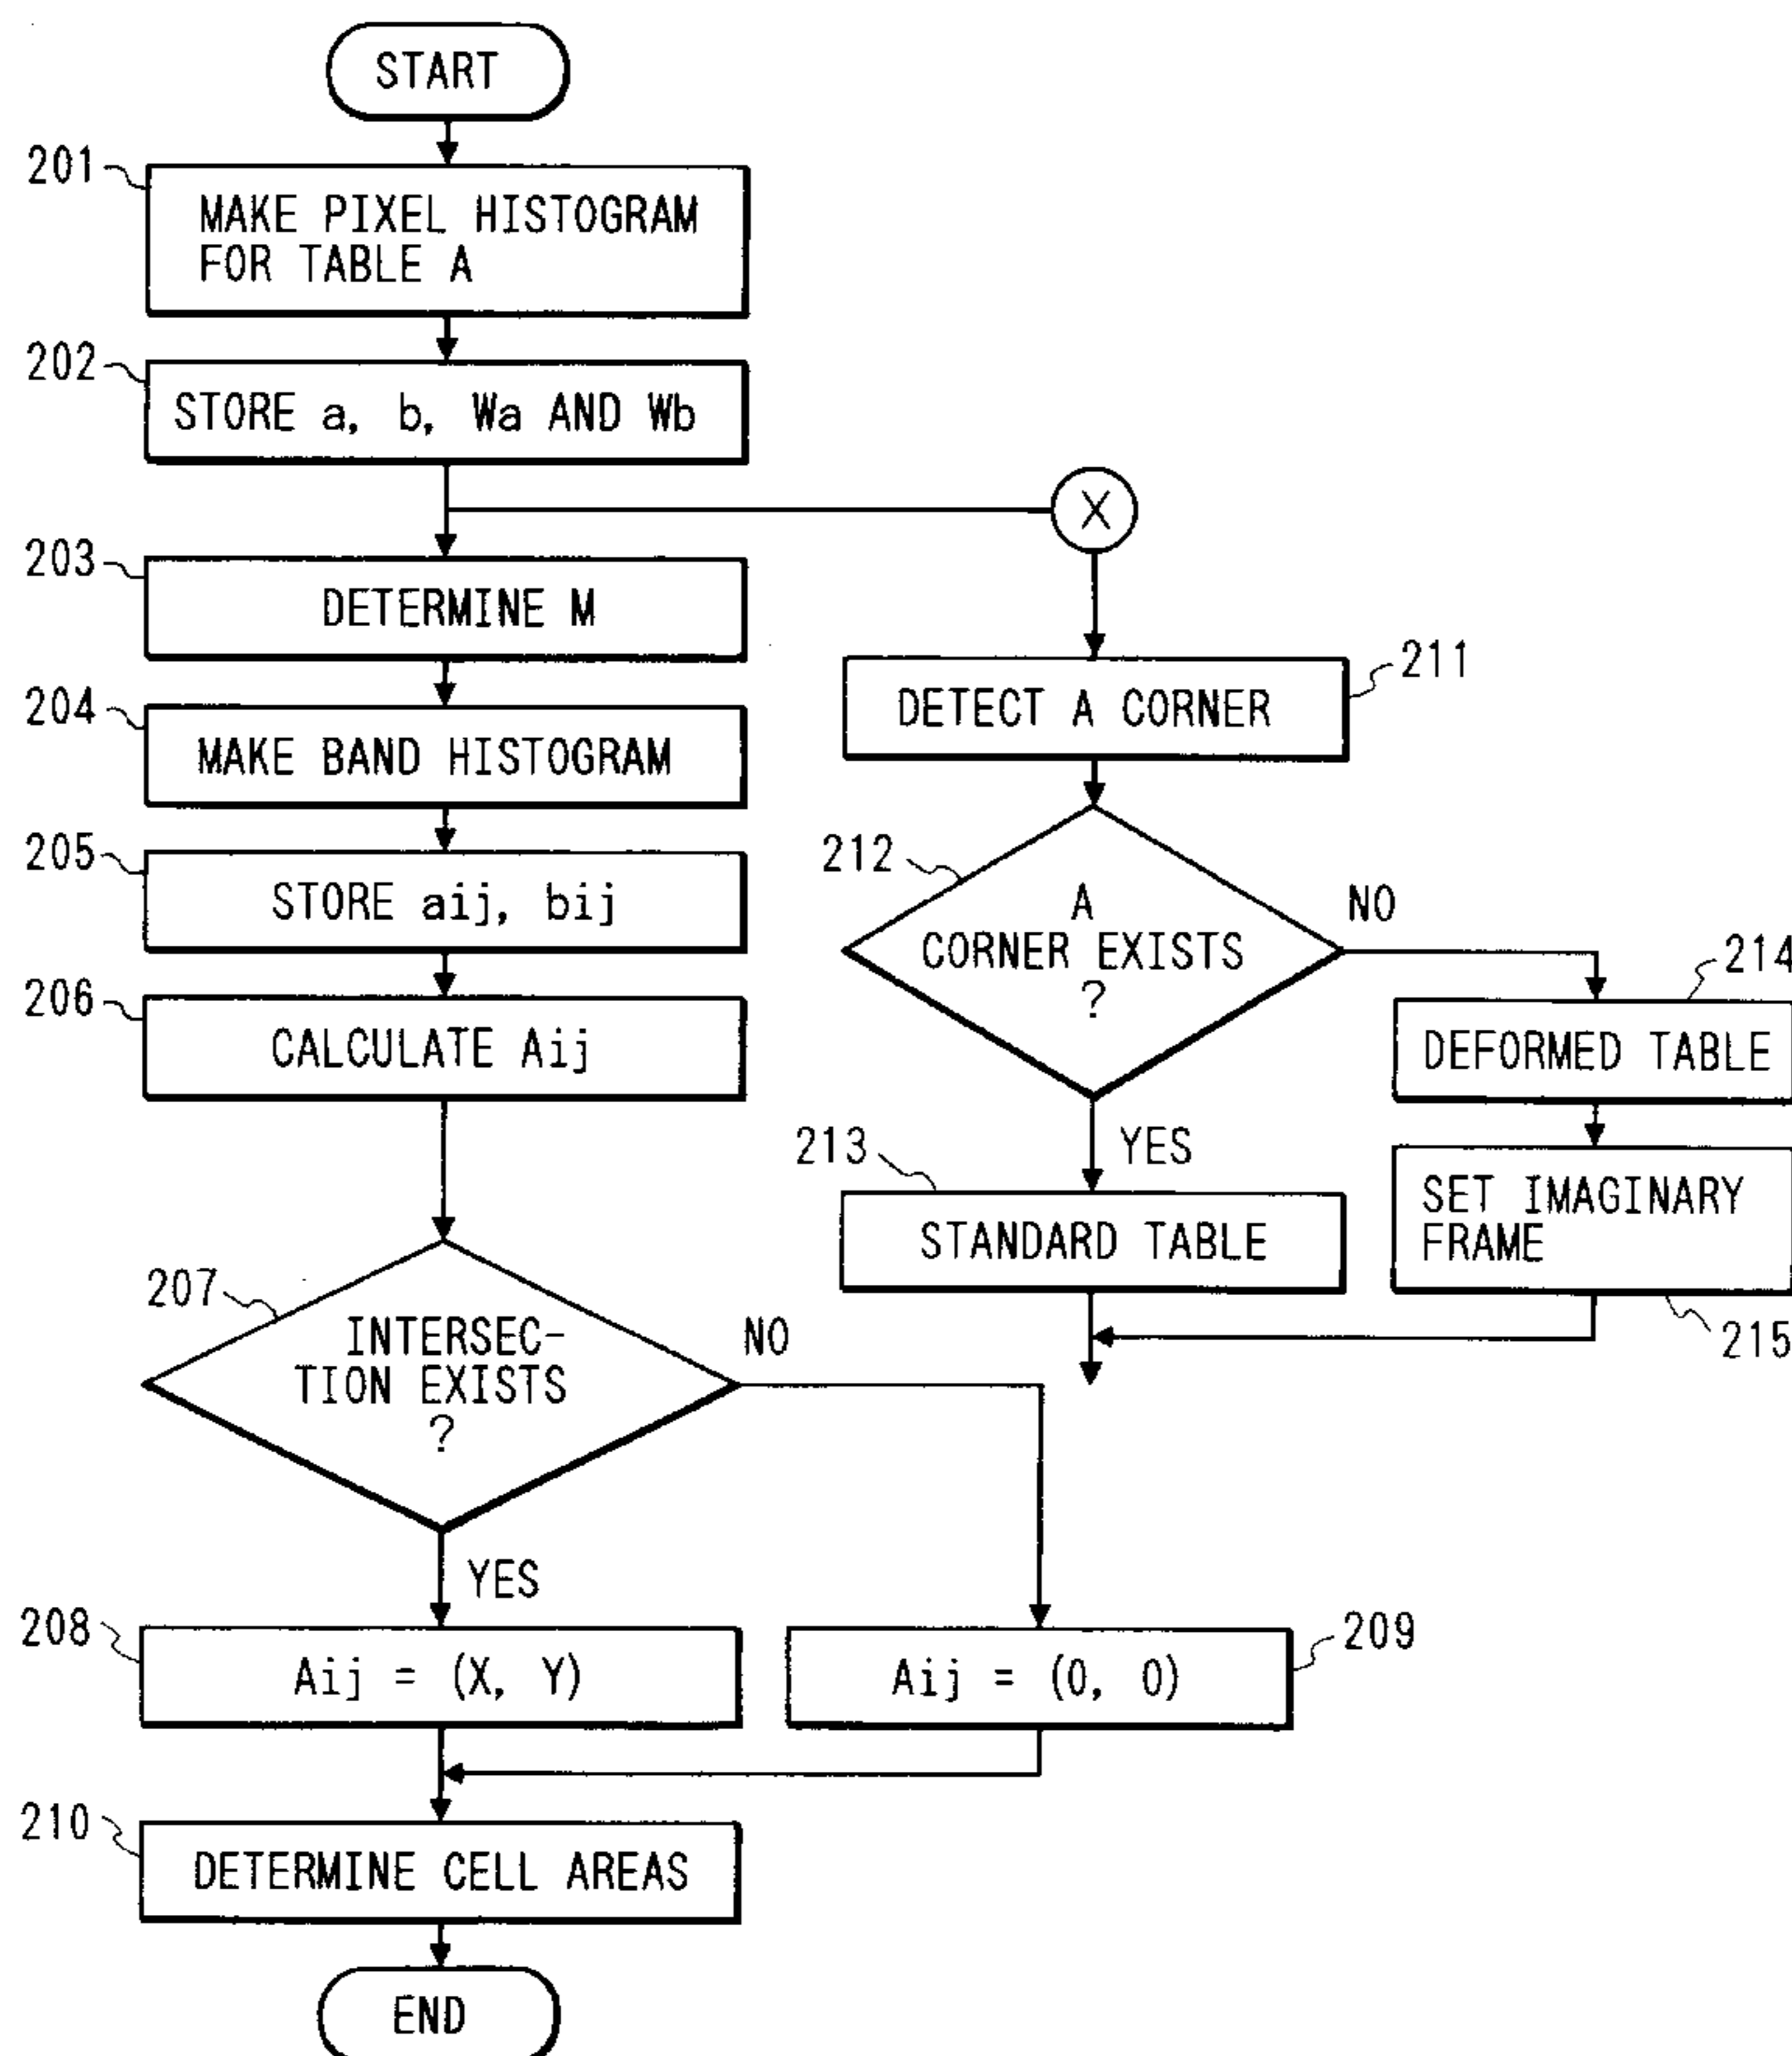 START
201
MAKE PIXEL HISTOGRAM
FOR TABLE A
202
STORE a, b, Wa AND Wb
X
203
DETERMINE M
204
MAKE BAND HISTOGRAM
205
STORE aij, bij
206
CALCULATE Aij
207
INTERSEC-
TION EXISTS
?
NO
YES
208
Aij = (X, Y)
209
Aij = (0, 0)
210
DETERMINE CELL AREAS
END
211
DETECT A CORNER
212
A
CORNER EXISTS
?
NO
YES
213
STANDARD TABLE
214
DEFORMED TABLE
SET IMAGINARY
FRAME
215